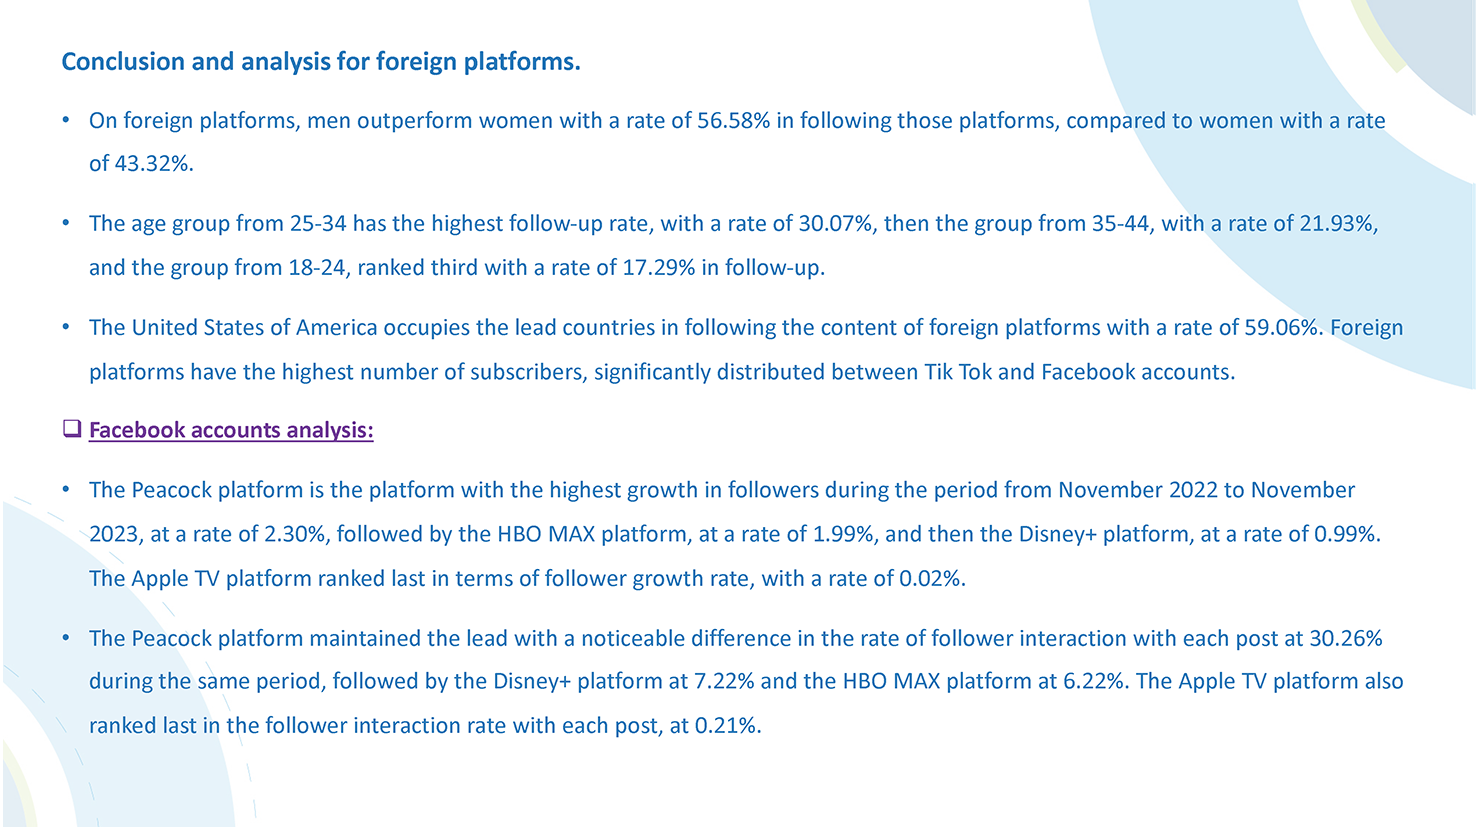 Conclusion and analysis for foreign platforms.
• On foreign platforms, men outperform women with a rate of 56.58% in following those platforms, compared to women with a rate
of 43.32%.
• The age group from 25-34 has the highest follow-up rate, with a rate of 30.07%, then the group from 35-44, with a rate of 21.93%,
and the group from 18-24, ranked third with a rate of 17.29% in follow-up.
• The United States of America occupies the lead countries in following the content of foreign platforms with a rate of 59.06%. Foreign
platforms have the highest number of subscribers, significantly distributed between Tik Tok and Facebook accounts.
❑ Facebook accounts analysis:
• The Peacock platform is the platform with the highest growth in followers during the period from November 2022 to November
2023, at a rate of 2.30%, followed by the HBO MAX platform, at a rate of 1.99%, and then the Disney+ platform, at a rate of 0.99%.
The Apple TV platform ranked last in terms of follower growth rate, with a rate of 0.02%.
• The Peacock platform maintained the lead with a noticeable difference in the rate of follower interaction with each post at 30.26%
during the same period, followed by the Disney+ platform at 7.22% and the HBO MAX platform at 6.22%. The Apple TV platform also
ranked last in the follower interaction rate with each post, at 0.21%.